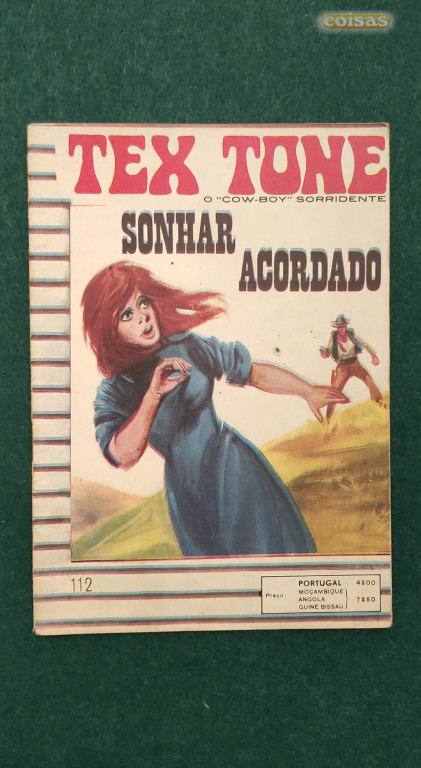 coisas
TEX TONE
O "COW-BOY" SORRIDENTE
SONHAR
ACORDADO
112
Preço:
PORTUGAL 4$00
MOÇAMBIQUE
ANGOLA 7$50
GUINÉ BISSAU